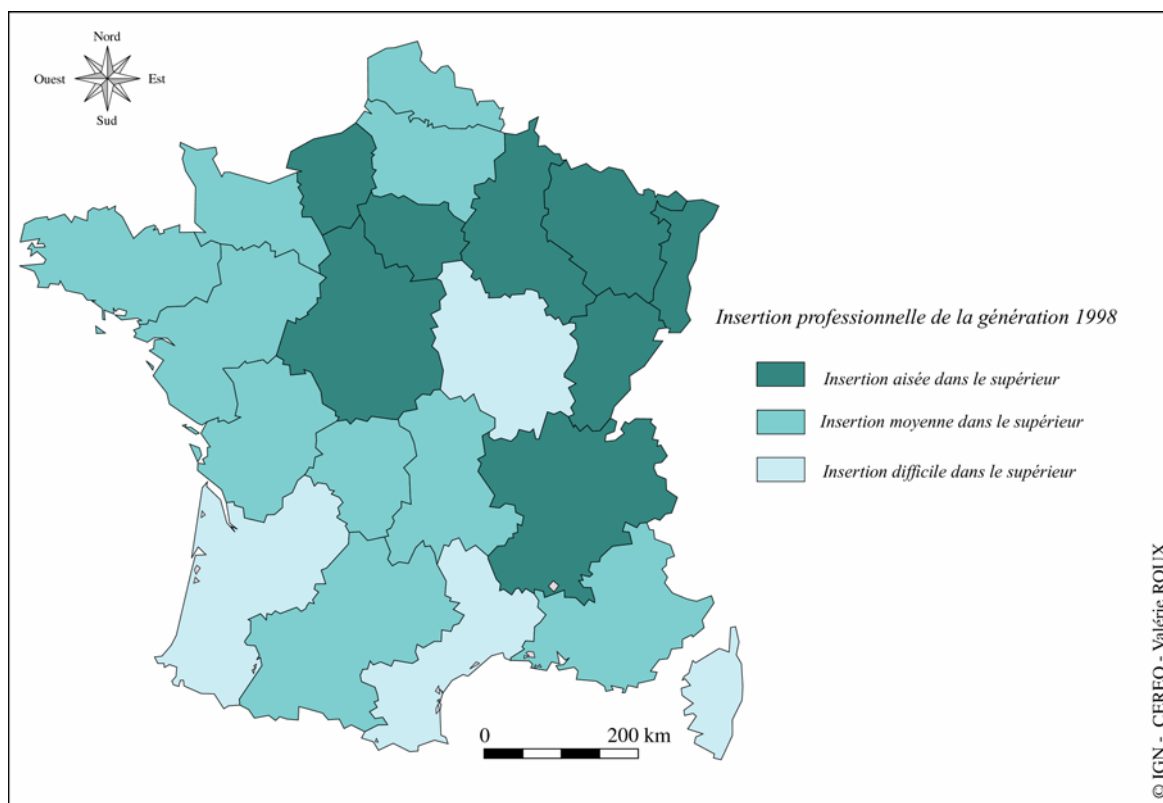 Nord
Ouest
Est
Sud
Insertion professionnelle de la génération 1998
Insertion aisée dans le supérieur
Insertion moyenne dans le supérieur
Insertion difficile dans le supérieur
0
200 km
© IGN - CEREQ - Valérie ROUX